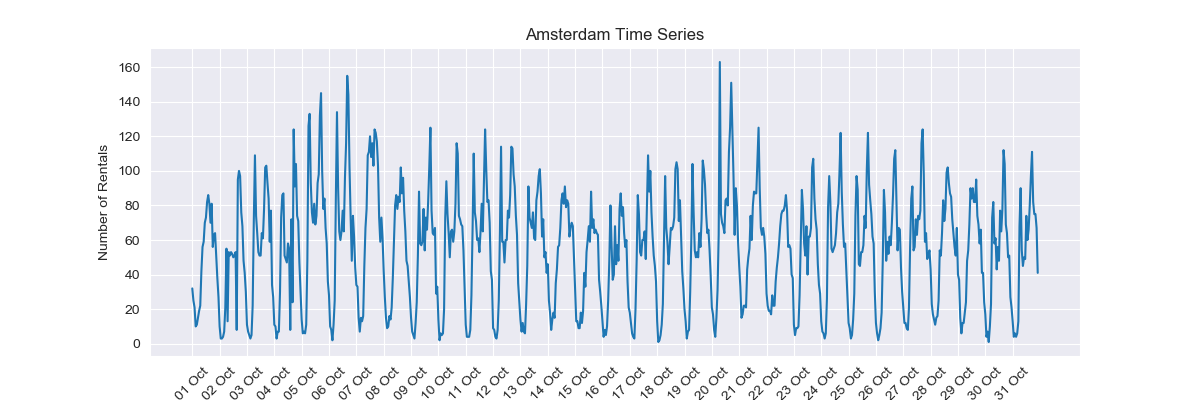 Amsterdam Time Series
Number of Rentals
160
140
120
100
80
60
40
20
0
01 Oct
02 Oct
03 Oct
04 Oct
05 Oct
06 Oct
07 Oct
08 Oct
09 Oct
10 Oct
11 Oct
12 Oct
13 Oct
14 Oct
15 Oct
16 Oct
17 Oct
18 Oct
19 Oct
20 Oct
21 Oct
22 Oct
23 Oct
24 Oct
25 Oct
26 Oct
27 Oct
28 Oct
29 Oct
30 Oct
31 Oct